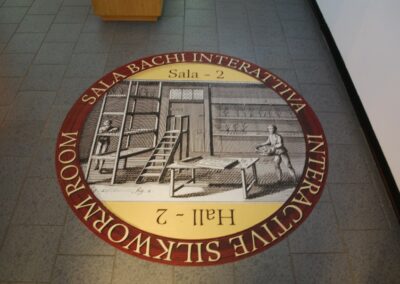 SALA BACHI INTERATTIVA
Sala - 2
Hall - 2
INTERACTIVE SILKWORM ROOM